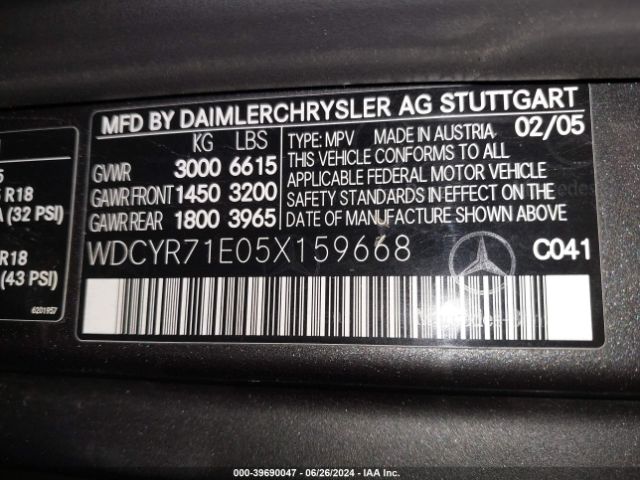 MFD BY DAIMLERCHRYSLER AG STUTTGART
KG LBS
GVWR 3000 6615
GAWR FRONT 1450 3200
GAWR REAR 1800 3965
TYPE: MPV MADE IN AUSTRIA 02/05
THIS VEHICLE CONFORMS TO ALL
APPLICABLE FEDERAL MOTOR VEHICLE
SAFETY STANDARDS IN EFFECT ON THE
DATE OF MANUFACTURE SHOWN ABOVE
WDCYR71E05X159668 C041
R18
(32 PSI)
R18
(43 PSI)
6201957
000-39690047 - 06/26/2024 - IAA Inc.